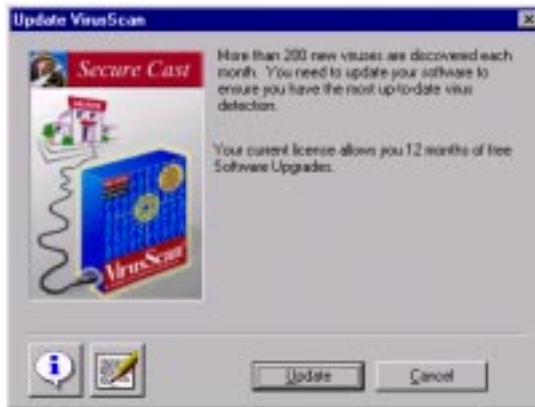 Update VirusScan
Secure Cast
More than 200 new viruses are discovered each
month. You need to update your software to
ensure you have the most up-to-date virus
detection.
Your current license allows you 12 months of free
Software Upgrades.
VirusScan
Update
Cancel